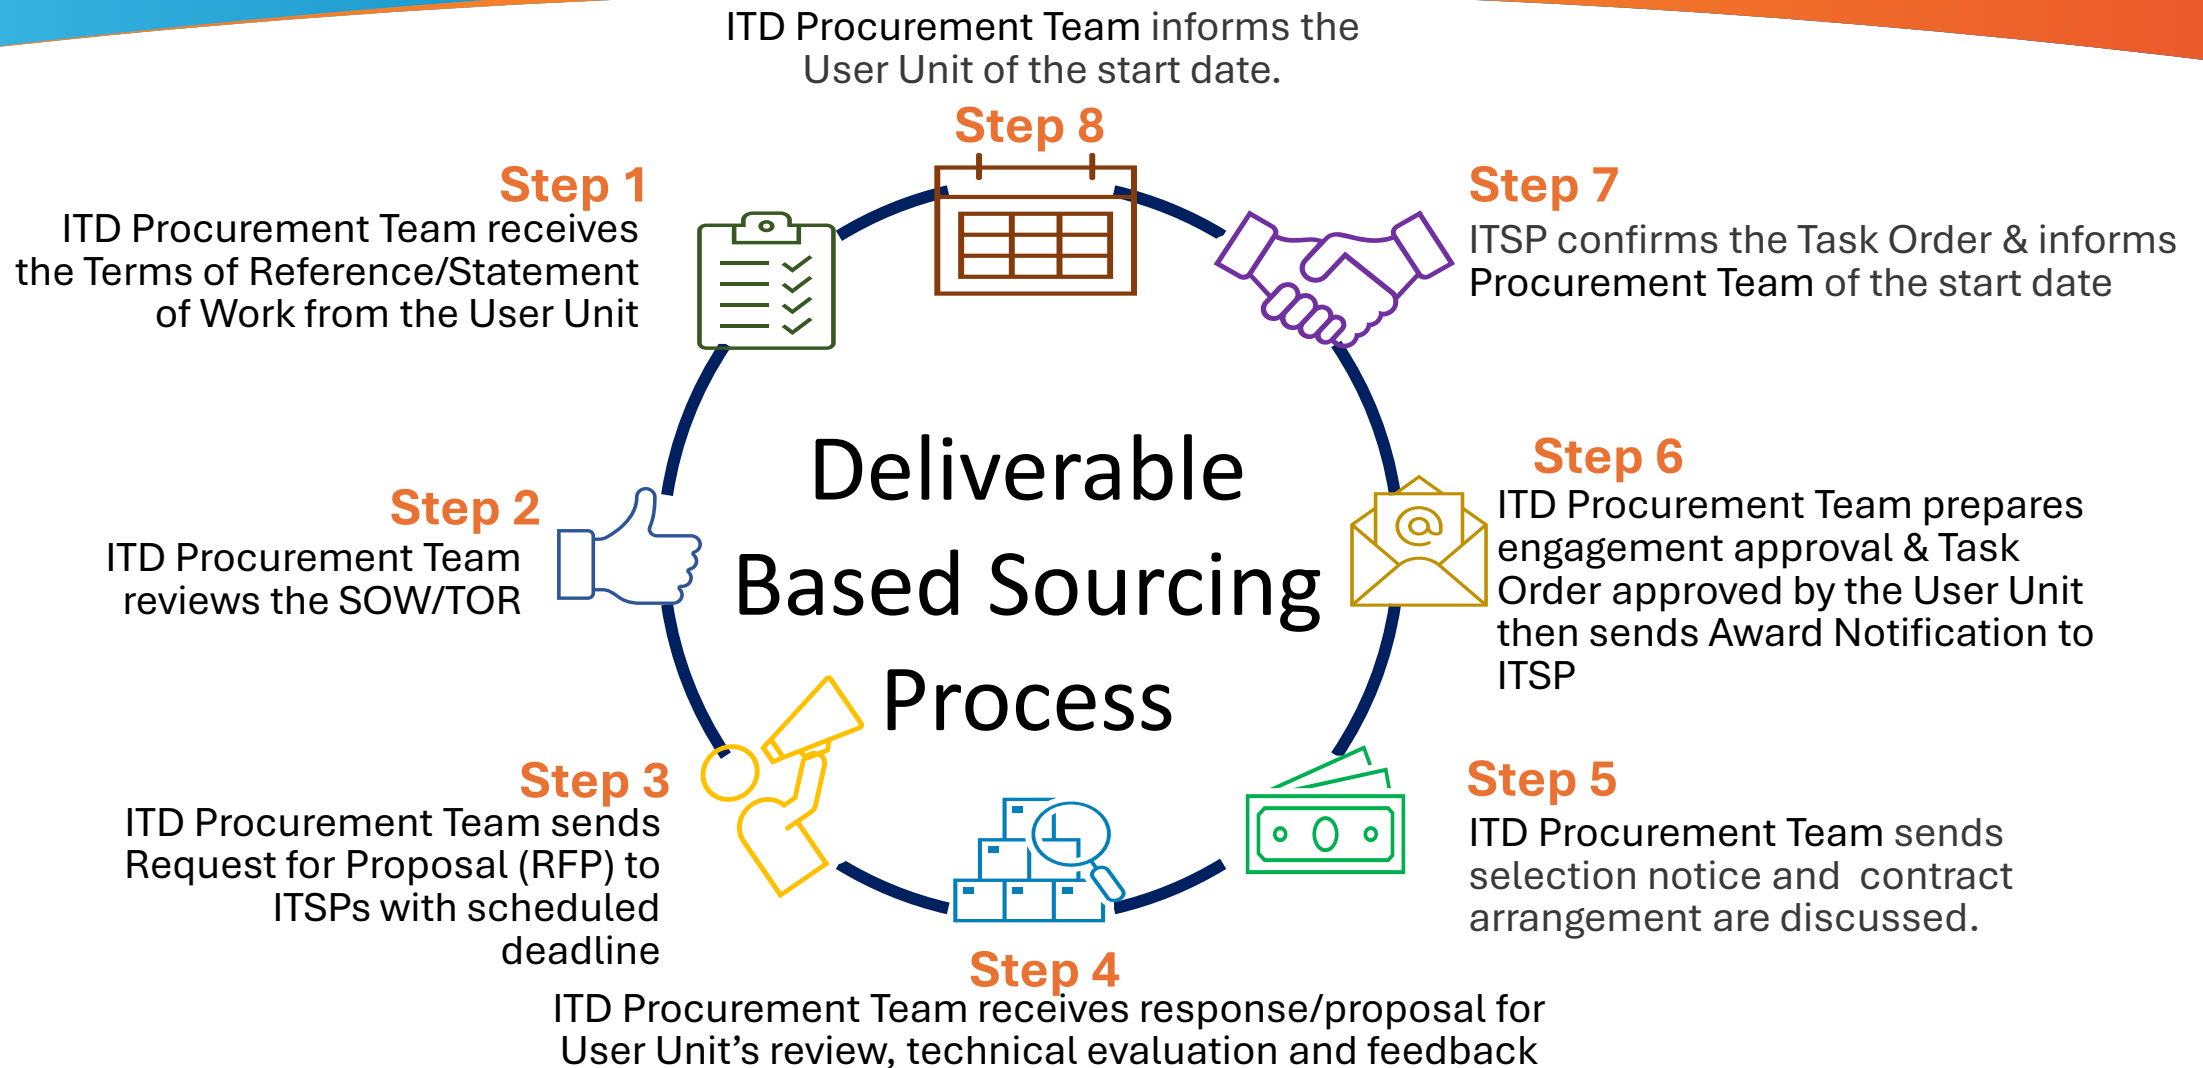 ITD Procurement Team informs the
User Unit of the start date.
Step 8
Step 1
ITD Procurement Team receives
the Terms of Reference/Statement
of Work from the User Unit
Step 7
ITSP confirms the Task Order & informs
Procurement Team of the start date
Deliverable
Based Sourcing
Process
Step 2
ITD Procurement Team
reviews the SOW/TOR
Step 6
ITD Procurement Team prepares
engagement approval & Task
Order approved by the User Unit
then sends Award Notification to
ITSP
@
Step 3
ITD Procurement Team sends
Request for Proposal (RFP) to
ITSPs with scheduled
deadline
Step 5
ITD Procurement Team sends
selection notice and  contract
arrangement are discussed.
Step 4
ITD Procurement Team receives response/proposal for
User Unit’s review, technical evaluation and feedback